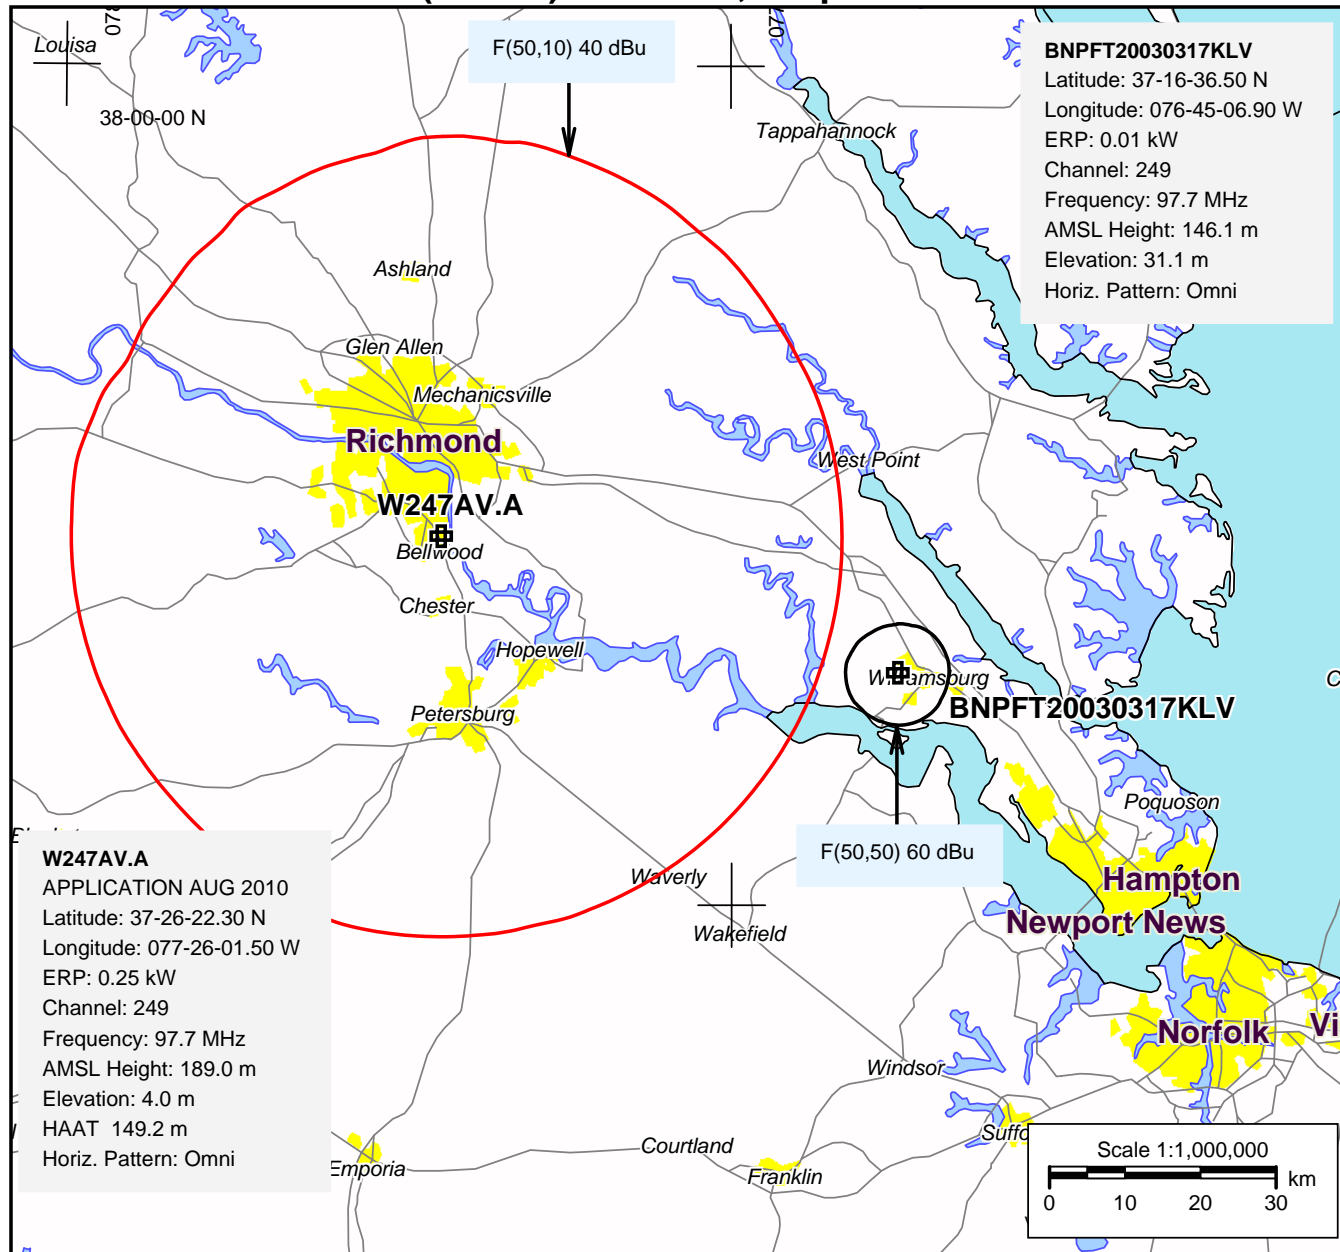 Louisa
078
077
F(50,10) 40 dBu
38-00-00 N
BNPFT20030317KLV
Latitude: 37-16-36.50 N
Longitude: 076-45-06.90 W
ERP: 0.01 kW
Channel: 249
Frequency: 97.7 MHz
AMSL Height: 146.1 m
Elevation: 31.1 m
Horiz. Pattern: Omni
Tappahannock
Ashland
Glen Allen
Mechanicsville
Richmond
West Point
W247AV.A
Bellwood
Chester
Hopewell
Williamsburg
BNPFT20030317KLV
Petersburg
Poquoson
F(50,50) 60 dBu
W247AV.A
APPLICATION AUG 2010
Latitude: 37-26-22.30 N
Longitude: 077-26-01.50 W
ERP: 0.25 kW
Channel: 249
Frequency: 97.7 MHz
AMSL Height: 189.0 m
Elevation: 4.0 m
HAAT 149.2 m
Horiz. Pattern: Omni
Waverly
Hampton
Newport News
Wakefield
Norfolk
Vi
Windsor
Suffo
Courtland
Emporia
Franklin
Scale 1:1,000,000
km
0 10 20 30